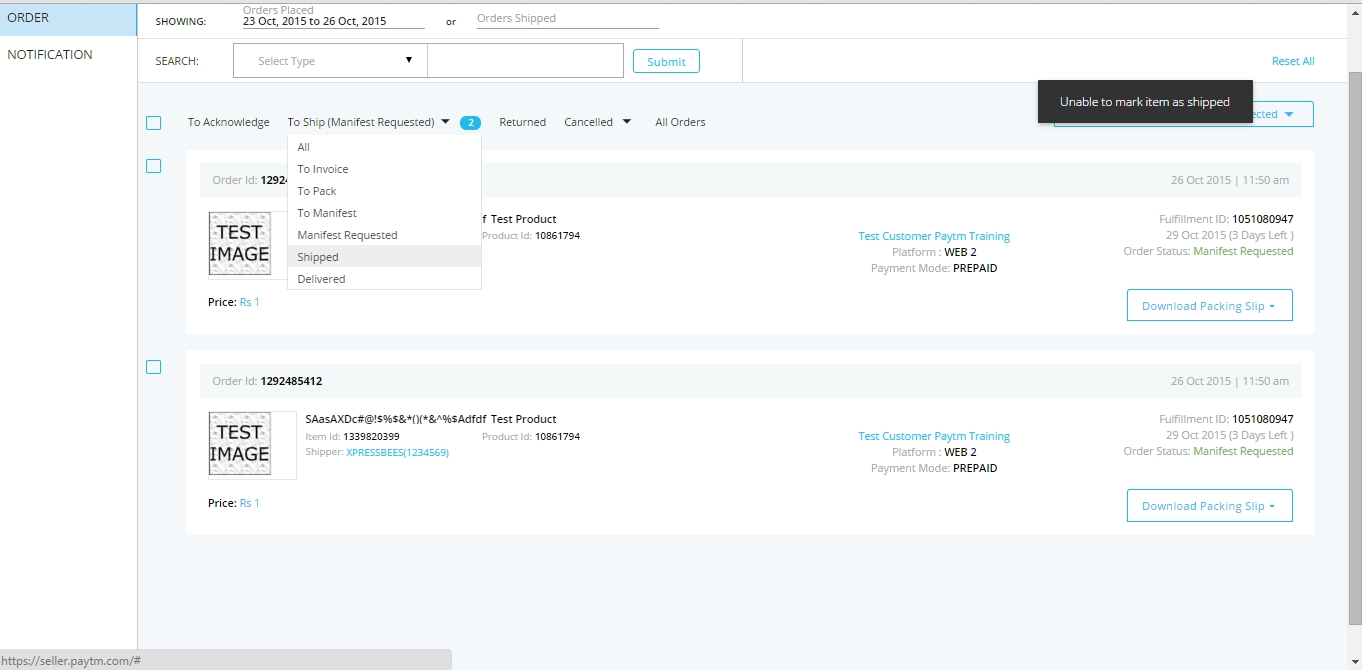 ORDER
NOTIFICATION
SHOWING:
Orders Placed
23 Oct, 2015 to 26 Oct, 2015
or
Orders Shipped
SEARCH:
Select Type
Submit
Reset All
Unable to mark item as shipped
ected
To Acknowledge
To Ship (Manifest Requested)
2
Returned
Cancelled
All Orders
All
To Invoice
To Pack
To Manifest
Manifest Requested
Shipped
Delivered
Order Id: 1292
26 Oct 2015 | 11:50 am
TEST
IMAGE
f Test Product
Product Id: 10861794
Test Customer Paytm Training
Platform : WEB 2
Payment Mode: PREPAID
Fulfillment ID: 1051080947
29 Oct 2015 (3 Days Left )
Order Status: Manifest Requested
Price: Rs 1
Download Packing Slip
Order Id: 1292485412
26 Oct 2015 | 11:50 am
TEST
IMAGE
SAasAXDc#@!$%$&*()(*&^%$Adfdf Test Product
Item Id: 1339820399
Product Id: 10861794
Shipper: XPRESSBEES(1234569)
Test Customer Paytm Training
Platform : WEB 2
Payment Mode: PREPAID
Fulfillment ID: 1051080947
29 Oct 2015 (3 Days Left )
Order Status: Manifest Requested
Price: Rs 1
Download Packing Slip
https://seller.paytm.com/#